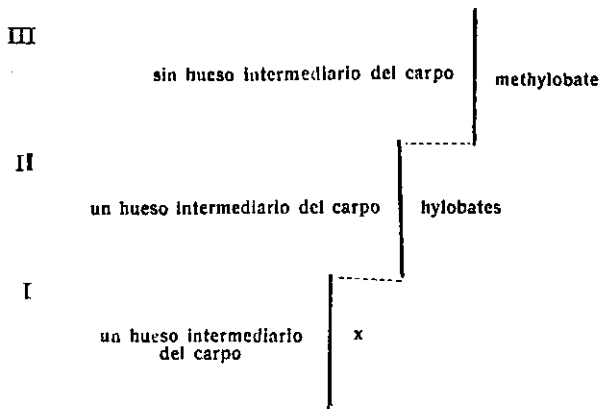 III
sin hueso intermediario del carpo
methylobate
II
un hueso intermediario del carpo
hylobates
I
un hueso intermediario
del carpo
x